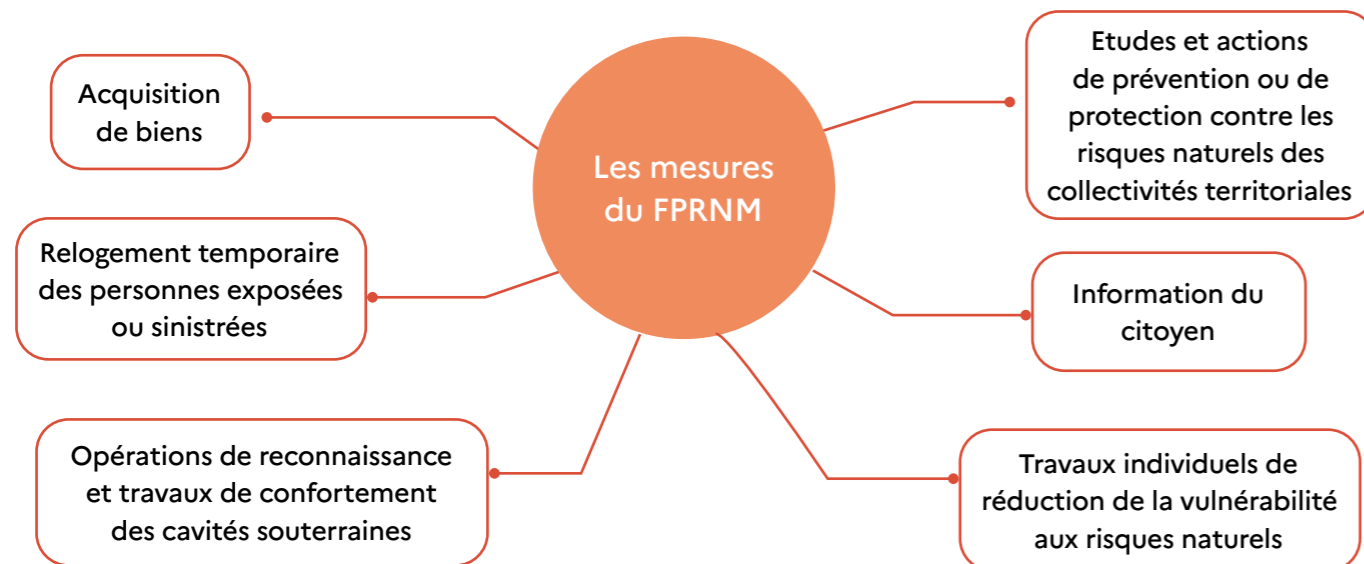 Les mesures
du FPRNM
Acquisition
de biens
Relogement temporaire
des personnes exposées
ou sinistrées
Opérations de reconnaissance
et travaux de confortement
des cavités souterraines
Etudes et actions
de prévention ou de
protection contre les
risques naturels des
collectivités territoriales
Information du
citoyen
Travaux individuels de
réduction de la vulnérabilité
aux risques naturels